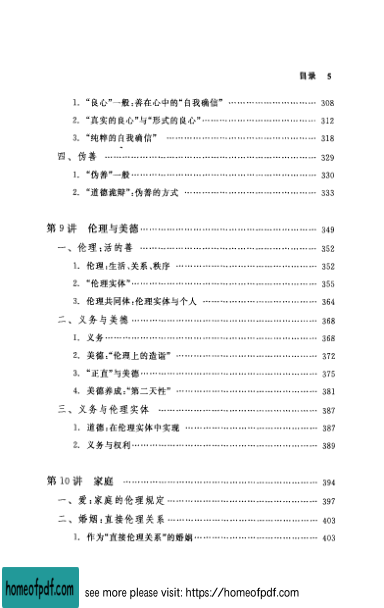 目录 5
1. “良心”一般:善在心中的“自我确信” 308
2. “真实的良心”与“形式的良心” 312
3. “纯粹的自我确信” 318
四、伪善 329
1. “伪善”一般 330
2. “道德诡辩”:伪善的方式 333
第9讲 伦理与美德 349
一、伦理:活的善 352
1. 伦理:生活、关系、秩序 352
2. “伦理实体” 355
3. 伦理共同体:伦理实体与个人 364
二、义务与美德 368
1. 义务 368
2. 美德:“伦理上的造诣” 372
3. “正直”与美德 375
4. 美德养成:“第二天性” 381
三、义务与伦理实体 387
1. 道德:在伦理实体中实现 387
2. 义务与权利 389
第10讲 家庭 394
一、爱:家庭的伦理规定 397
二、婚姻:直接伦理关系 403
1. 作为“直接伦理关系”的婚姻 403
homeofpdf.com
see more please visit: https://homeofpdf.com